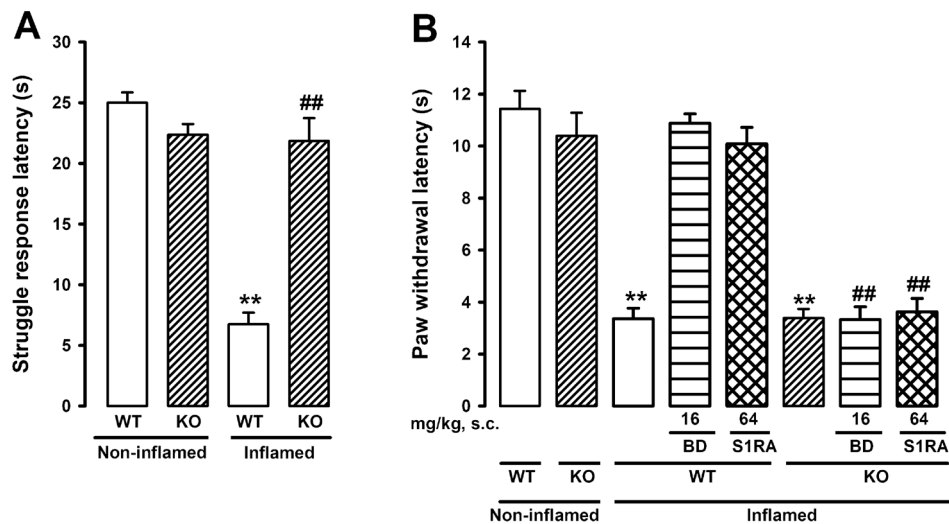 A
Struggle response latency (s)
30
25
20
15
10
5
0
**
##
WT KO WT KO
Non-inflamed Inflamed
B
Paw withdrawal latency (s)
14
12
10
8
6
4
2
0
**
**
##
##
mg/kg, s.c. 16 64 16 64
BD S1RA BD S1RA
WT KO WT KO
Non-inflamed Inflamed